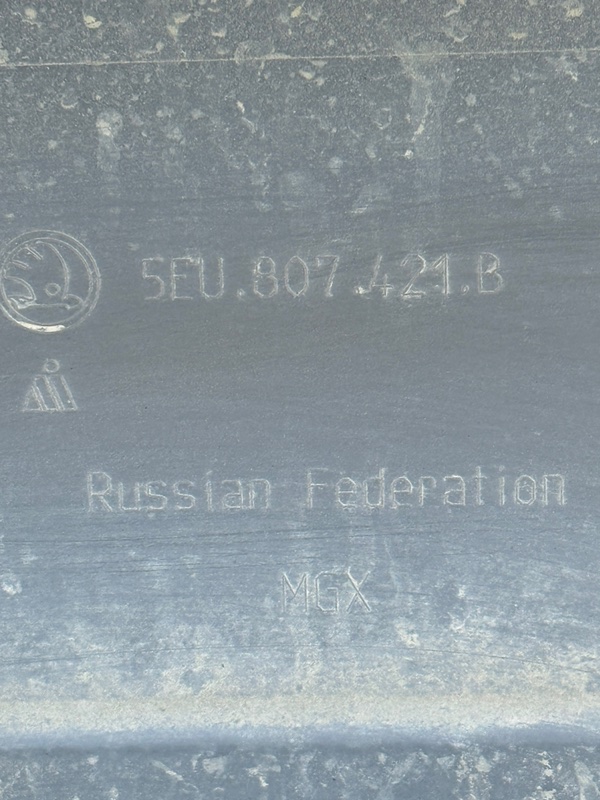 5EU.807.421.B
Russian Federation
MGX